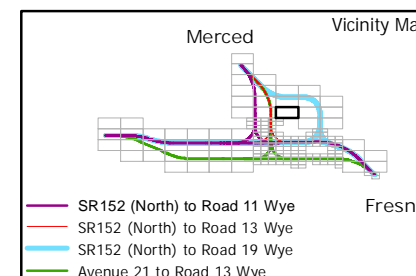 Vicinity Ma
Merced
Fresn
SR152 (North) to Road 11 Wye
SR152 (North) to Road 13 Wye
SR152 (North) to Road 19 Wye
Avenue 21 to Road 13 Wye